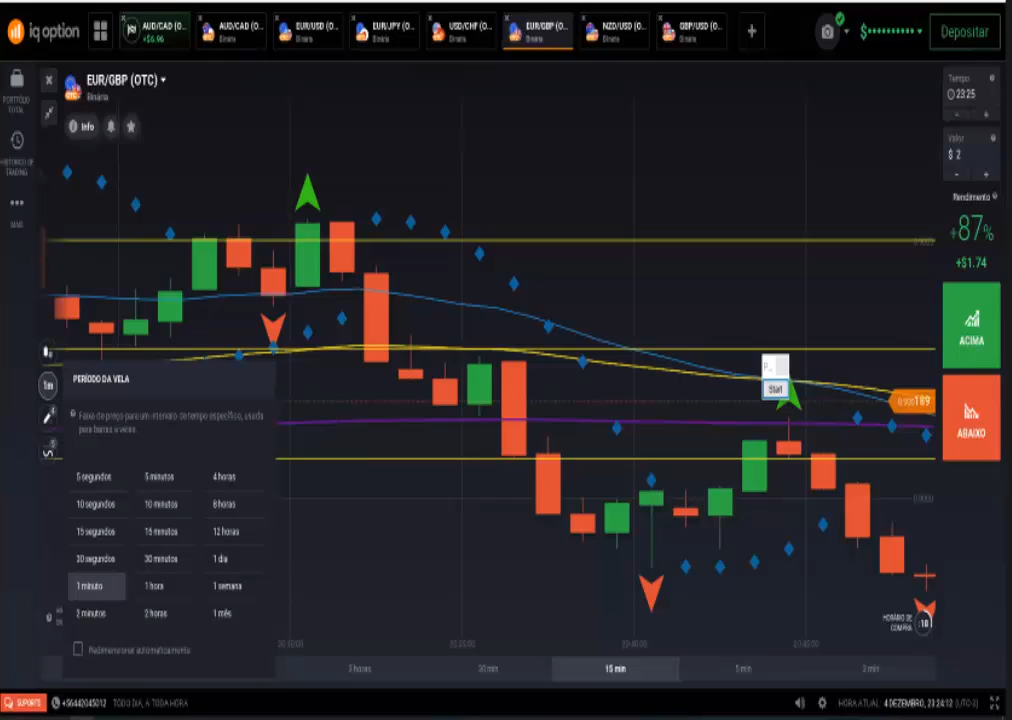 iq option
AUD/CAD (O...
+$6.96
AUD/CAD (O...
Binária
EUR/USD (O...
Binária
EUR/JPY (O...
Binária
USD/CHF (O...
Binária
EUR/GBP (O...
Binária
NZD/USD (O...
Binária
GBP/USD (O...
Binária
Depositar
PORTFÓLIO
TOTAL
HISTÓRICO DE
TRADING
MAIS
EUR/GBP (OTC)
Binária
Info
Tempo
23:25
Valor
$ 2
Rendimento
+87%
+$1.74
ACIMA
ABAIXO
Start
1m
PERÍODO DA VELA
Faixa de preço para um intervalo de tempo específico, usada
para barras e velas.
5 segundos
5 minutos
4 horas
10 segundos
10 minutos
8 horas
15 segundos
15 minutos
12 horas
30 segundos
30 minutos
1 dia
1 minuto
1 hora
1 semana
2 minutos
2 horas
1 mês
Redimensionar automaticamente
HORÁRIO DE
COMPRA
:18
3 horas
30 min
15 min
5 min
2 min
SUPORTE
+56442045012
TODO DIA, A TODA HORA
HORA ATUAL: 4 DEZEMBRO, 23:24:12 (UTC-3)